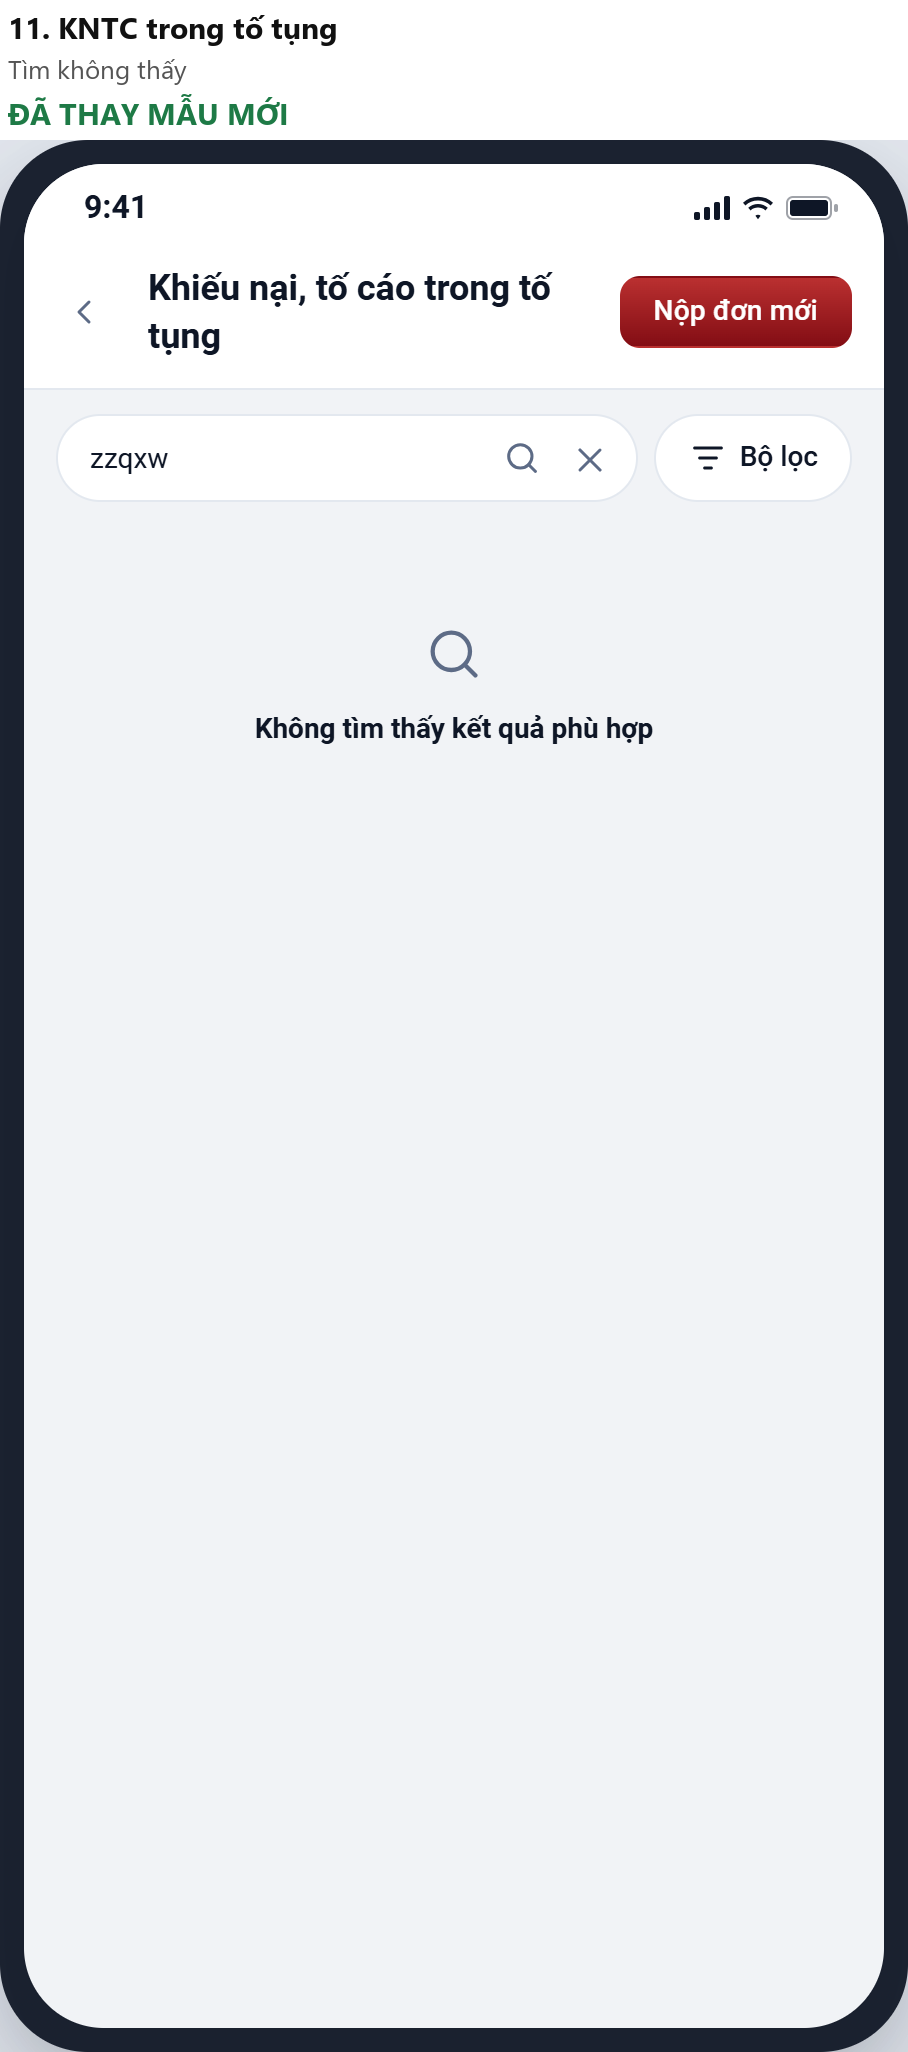 11. KNTC trong tố tụng
Tìm không thấy
ĐÃ THAY MẪU MỚI
9:41
Khiếu nại, tố cáo trong tố
tụng
Nộp đơn mới
zzqxw
Bộ lọc
Không tìm thấy kết quả phù hợp